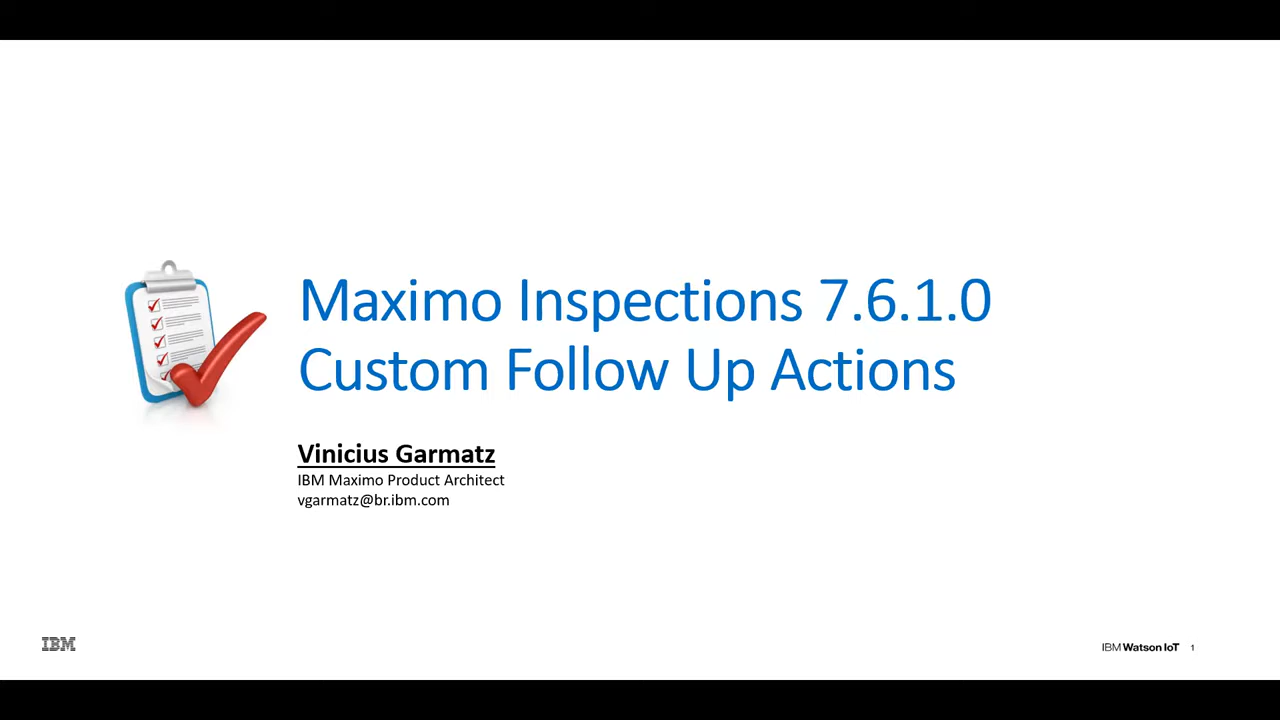 Maximo Inspections 7.6.1.0
Custom Follow Up Actions
Vinicius Garmatz
IBM Maximo Product Architect
vgarmatz@br.ibm.com
IBM
IBM Watson IoT 1